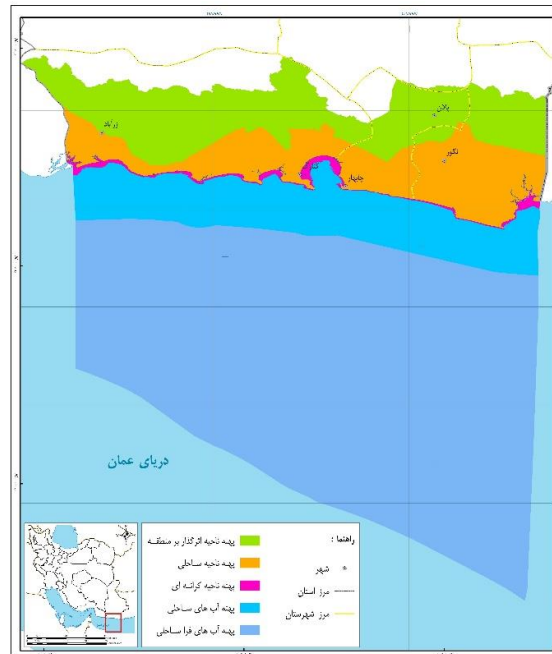 زرآباد
پلان
نگور
چابهار
دریای عمان
راهنما :
شهر
مرز استان
مرز شهرستان
پهنه ناحیه اثرگذار بر منطقه
پهنه ناحیه ساحلی
پهنه ناحیه کرانه ای
پهنه آب های ساحلی
پهنه آب های فرا ساحلی